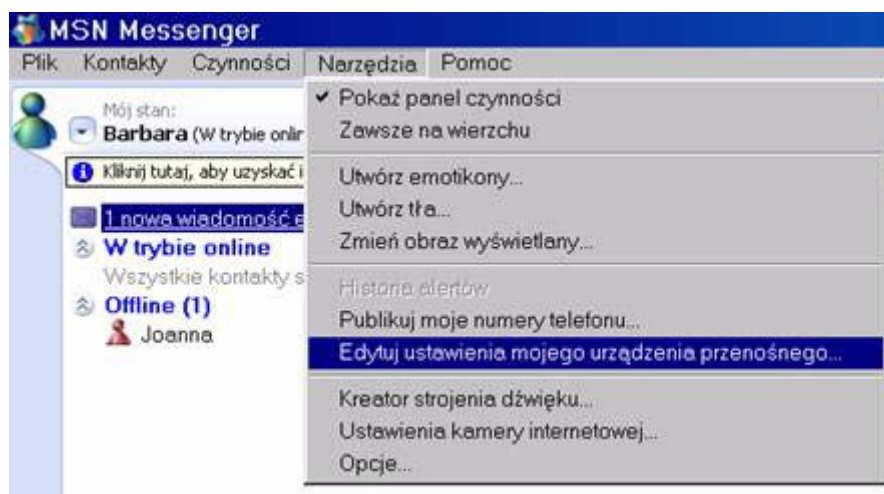 MSN Messenger
Plik Kontakty Czynności Narzędzia Pomoc
Mój stan:
Barbara (W trybie onlir
Kliknij tutaj, aby uzyskać i
1 nowa wiadomość e
W trybie online
Wszystkie kontakty s
Offline (1)
Joanna
Pokaż panel czynności
Zawsze na wierzchu
Utwórz emotikony...
Utwórz tła...
Zmień obraz wyświetlany...
Historia alertów
Publikuj moje numery telefonu...
Edytuj ustawienia mojego urządzenia przenośnego...
Kreator strojenia dźwięku...
Ustawienia kamery internetowej...
Opcje...